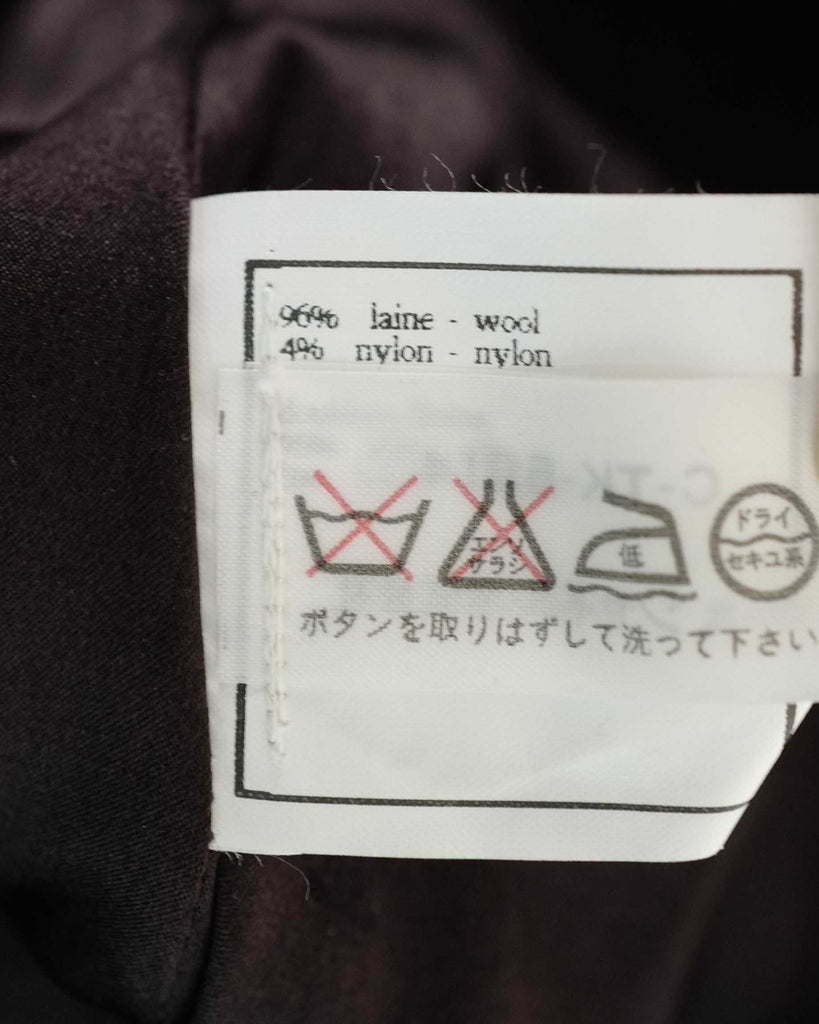 96% laine - wool
4% nylon - nylon
エンソ
サラシ
低
ドライ
セキユ系
ボタンを取りはずして洗って下さい